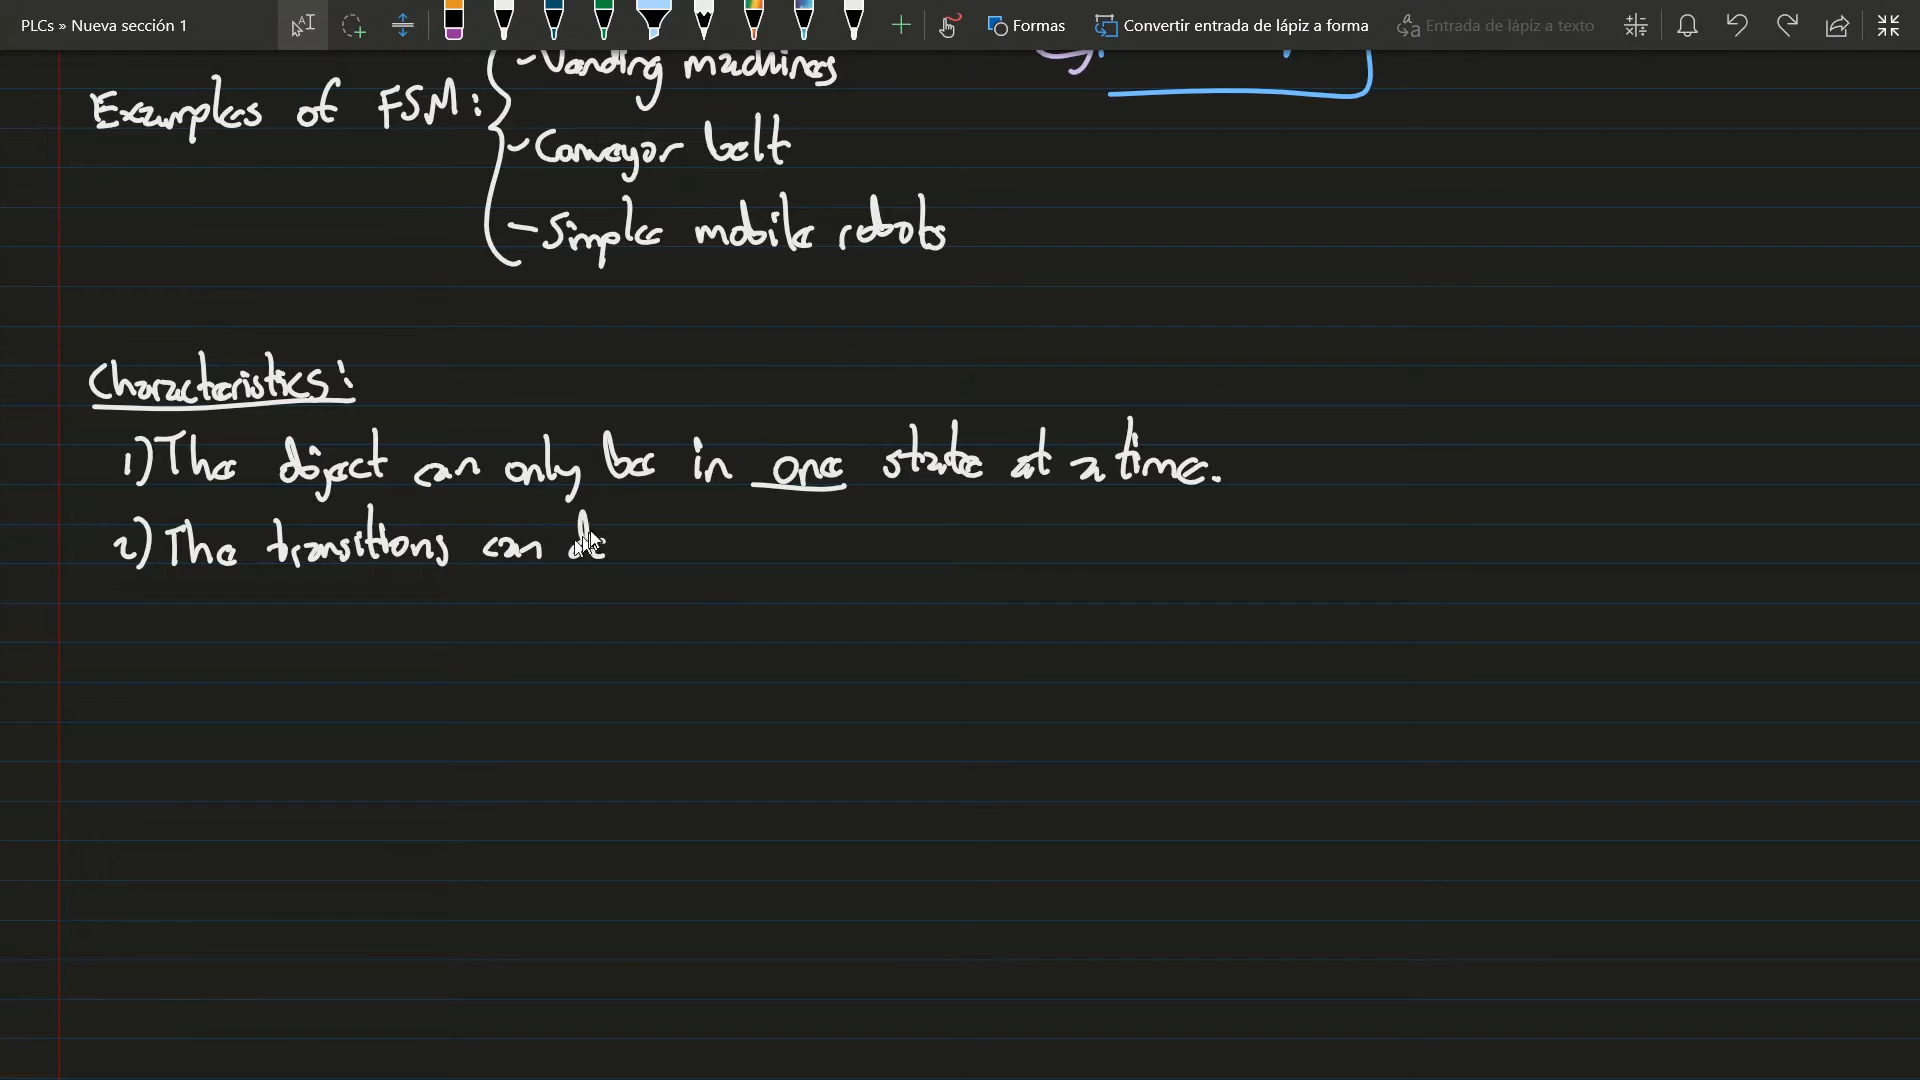 PLCs » Nueva sección 1
Formas
Convertir entrada de lápiz a forma
Entrada de lápiz a texto
- Vending machines
Examples of FSM:
- Conveyor belt
- Simple mobile robots
Characteristics:
1) The object can only be in one state at a time.
2) The transitions can